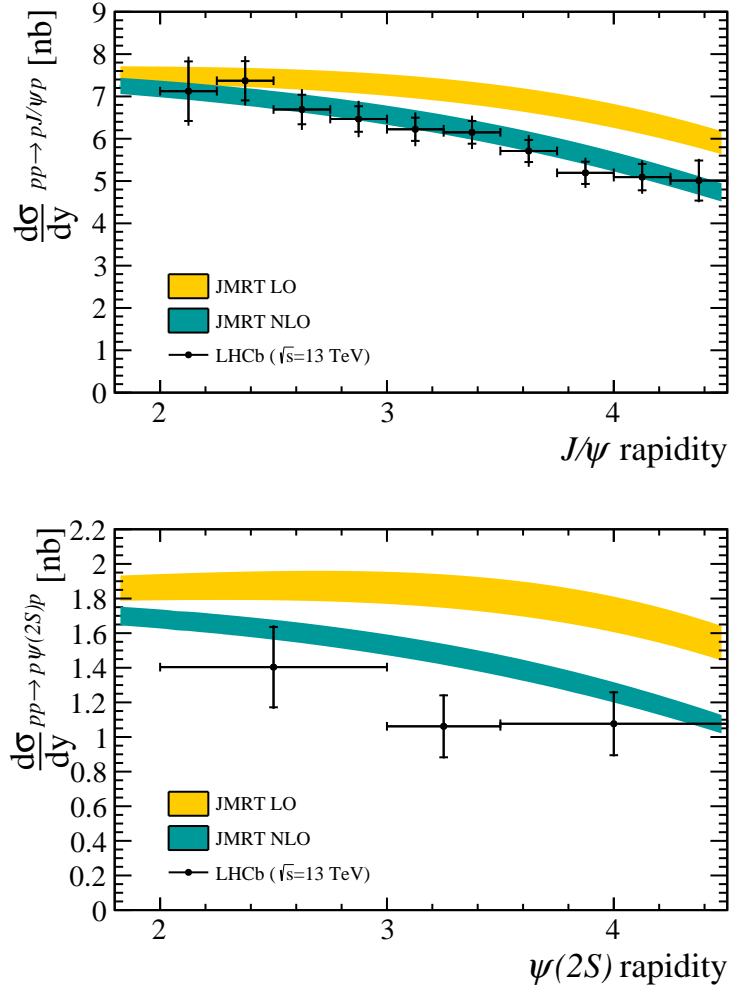 dσ/dy pp→pJ/ψp [nb]
9
8
7
6
5
4
3
2
1
0
JMRT LO
JMRT NLO
LHCb (√s=13 TeV)
2 3 4
J/ψ rapidity
dσ/dy pp→pψ(2S)p [nb]
2.2
2
1.8
1.6
1.4
1.2
1
0.8
0.6
0.4
0.2
0
JMRT LO
JMRT NLO
LHCb (√s=13 TeV)
2 3 4
ψ(2S) rapidity